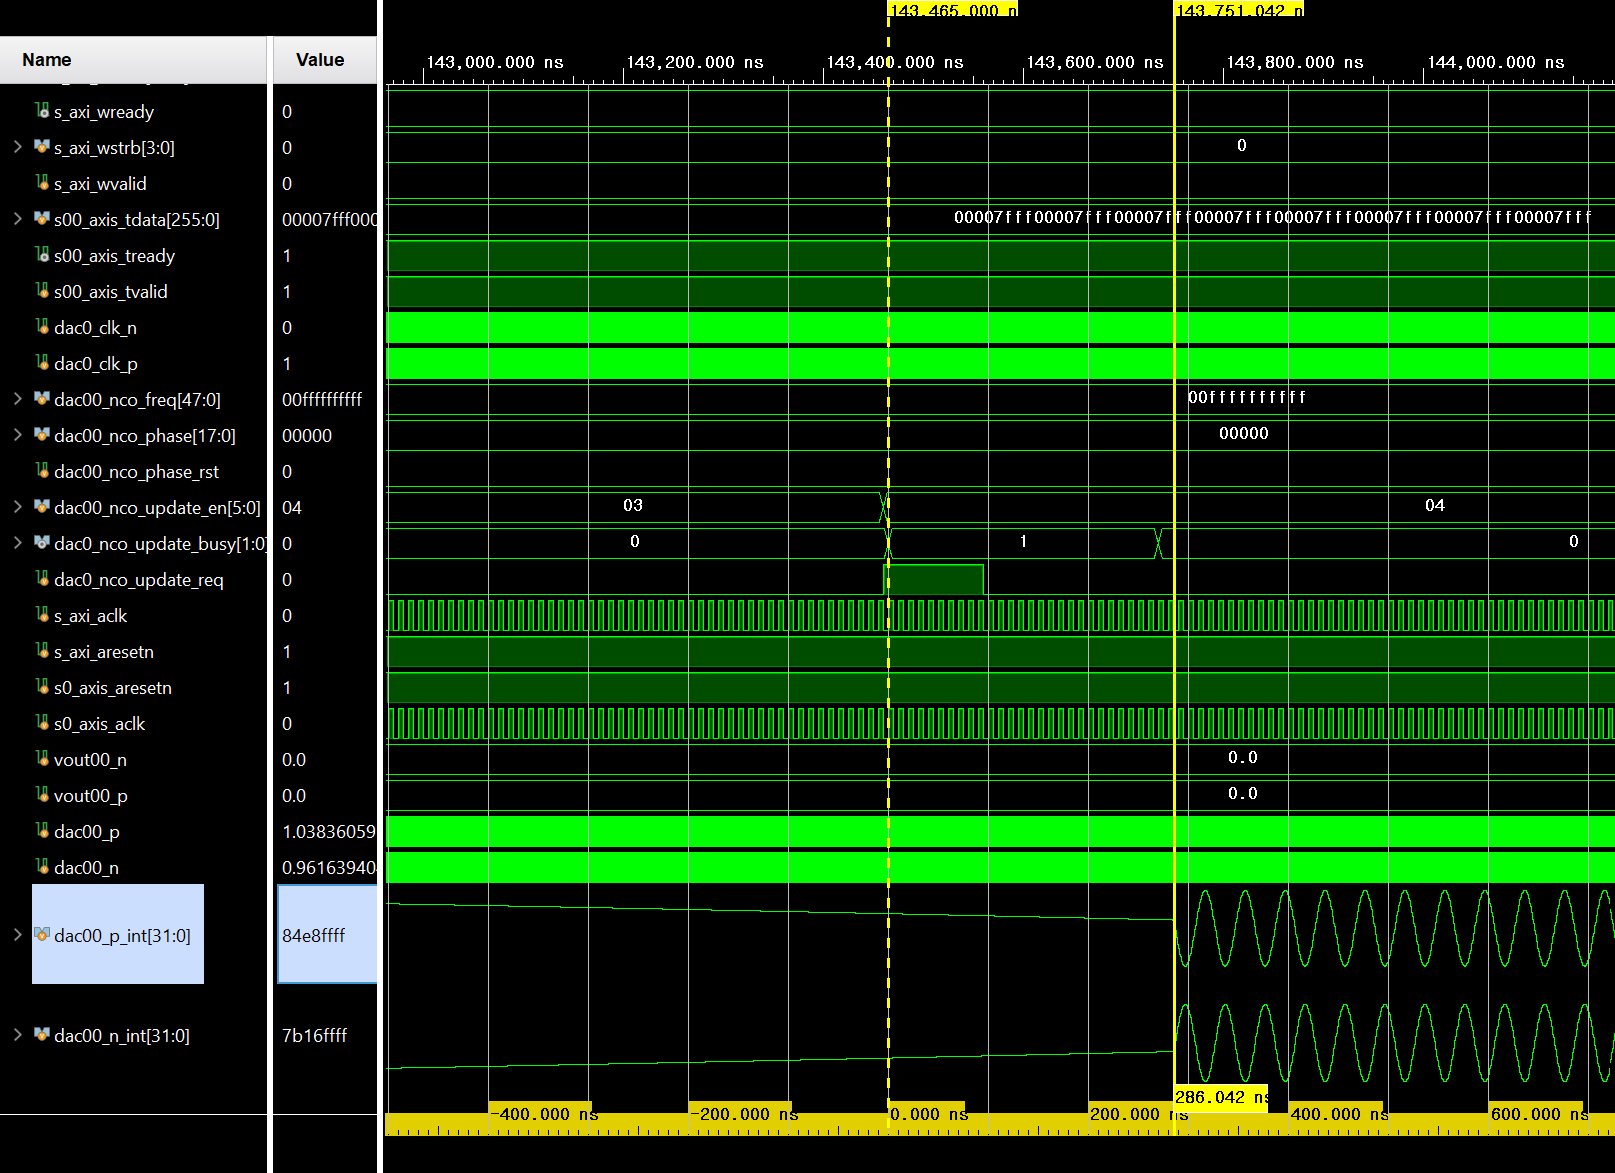 143,465.000 n 143,751.042 n
Name Value 143,000.000 ns 143,200.000 ns 143,400.000 ns 143,600.000 ns 143,800.000 ns 144,000.000 ns
s_axi_wready 0
s_axi_wstrb[3:0] 0 0
s_axi_wvalid 0
s00_axis_tdata[255:0] 00007fff000 00007fff00007fff00007fff00007fff00007fff00007fff00007fff00007fff
s00_axis_tready 1
s00_axis_tvalid 1
dac0_clk_n 0
dac0_clk_p 1
dac00_nco_freq[47:0] 00ffffffffff 00ffffffffff
dac00_nco_phase[17:0] 00000 00000
dac00_nco_phase_rst 0
dac00_nco_update_en[5:0] 04 03 04
dac0_nco_update_busy[1:0] 0 0 1 0
dac0_nco_update_req 0
s_axi_aclk 0
s_axi_aresetn 1
s0_axis_aresetn 1
s0_axis_aclk 0
vout00_n 0.0 0.0
vout00_p 0.0 0.0
dac00_p 1.03836059
dac00_n 0.96163940
dac00_p_int[31:0] 84e8ffff
dac00_n_int[31:0] 7b16ffff
286.042 ns
-400.000 ns -200.000 ns 0.000 ns 200.000 ns 400.000 ns 600.000 ns